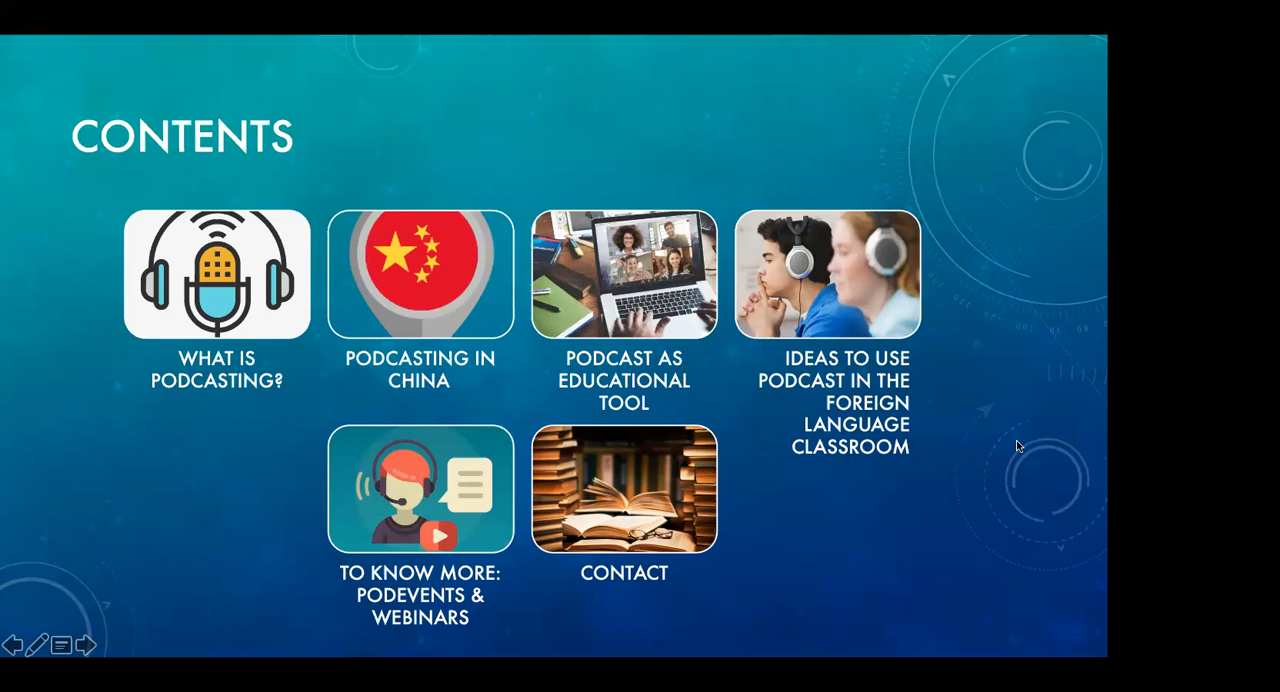 CONTENTS
WHAT IS
PODCASTING?
PODCASTING IN
CHINA
PODCAST AS
EDUCATIONAL
TOOL
IDEAS TO USE
PODCAST IN THE
FOREIGN
LANGUAGE
CLASSROOM
TO KNOW MORE:
PODEVENTS &
WEBINARS
CONTACT